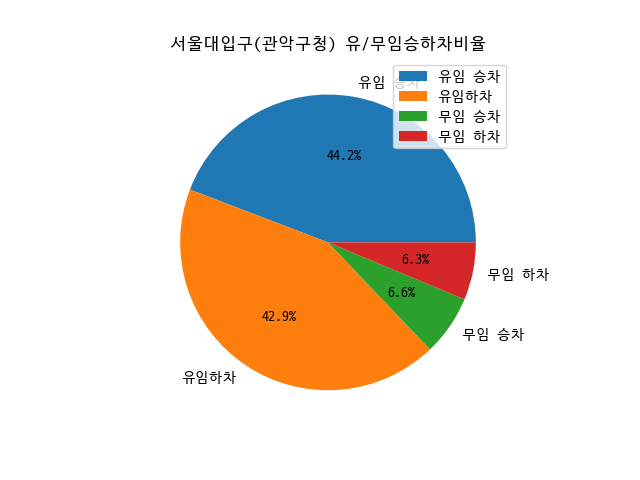 서울대입구(관악구청) 유/무임승하차비율
유임 승차
유임 승차
유임하차
무임 승차
무임 하차
44.2%
6.3%
무임 하차
6.6%
42.9%
무임 승차
유임하차